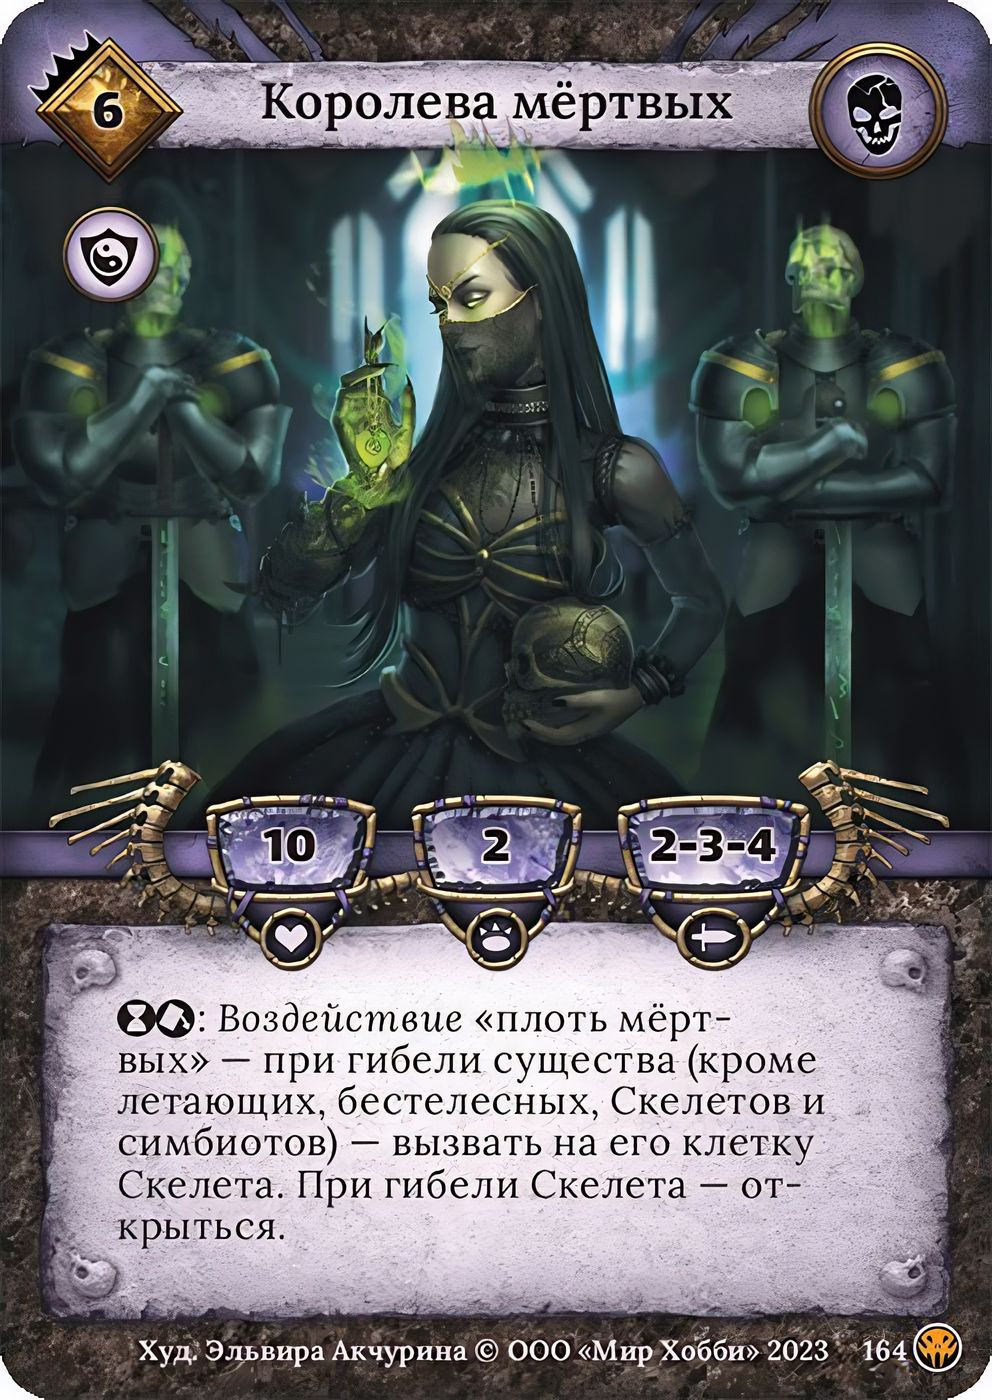 6
Королева мёртвых
10
2
2-3-4
: Воздействие «плоть мёрт-
вых» — при гибели существа (кроме
летающих, бестелесных, Скелетов и
симбиотов) — вызвать на его клетку
Скелета. При гибели Скелета — от-
крыться.
Худ. Эльвира Акчурина © ООО «Мир Хобби» 2023 164